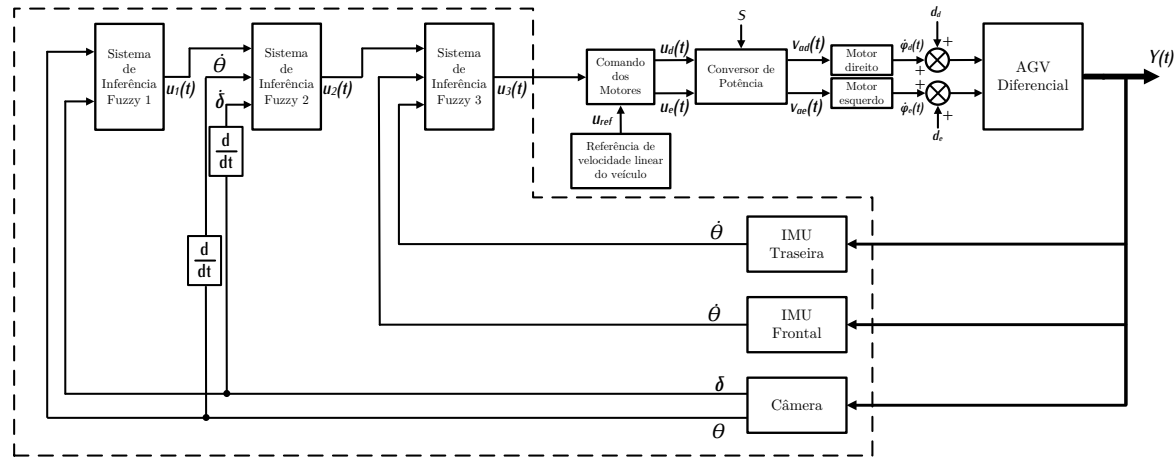 Sistema
de
Inferência
Fuzzy 1
u₁(t)
θ̇
δ̇
d
dt
d
dt
Sistema
de
Inferência
Fuzzy 2
u₂(t)
Sistema
de
Inferência
Fuzzy 3
u₃(t)
Comando
dos
Motores
u_ref
Referência de
velocidade linear
do veículo
u_d(t)
u_e(t)
S
Conversor de
Potência
v_ad(t)
v_ae(t)
Motor
direito
Motor
esquerdo
φ̇_d(t)
φ̇_e(t)
d_d
+
+
+
+
d_e
AGV
Diferencial
Y(t)
θ̇
IMU
Traseira
θ̇
IMU
Frontal
δ
Câmera
θ